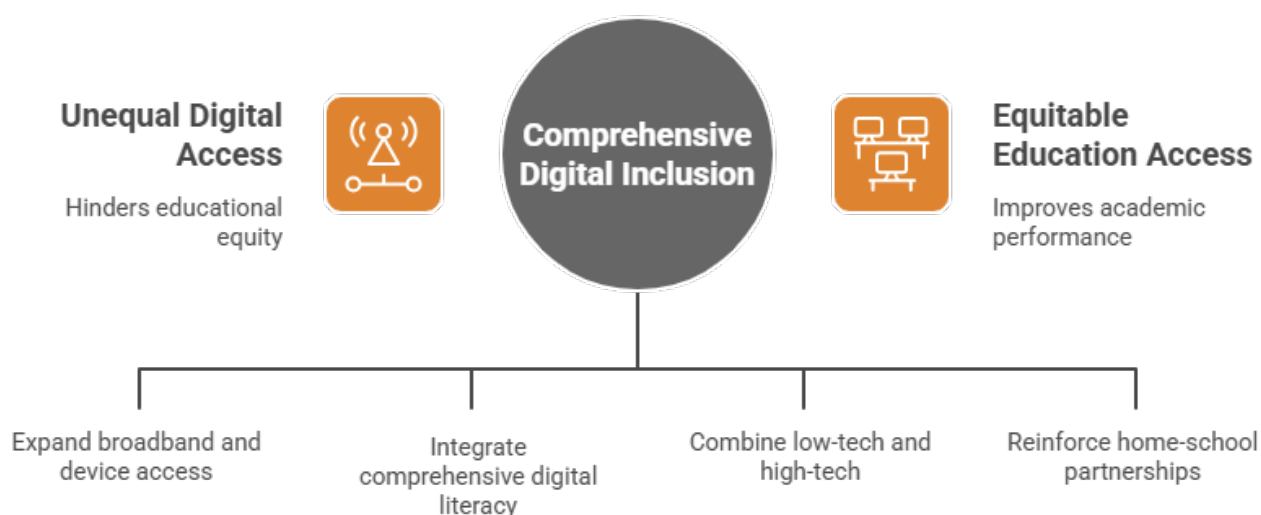 Unequal Digital
Access
Hinders educational
equity
Comprehensive
Digital Inclusion
Equitable
Education Access
Improves academic
performance
Expand broadband and
device access
Integrate
comprehensive digital
literacy
Combine low-tech and
high-tech
Reinforce home-school
partnerships